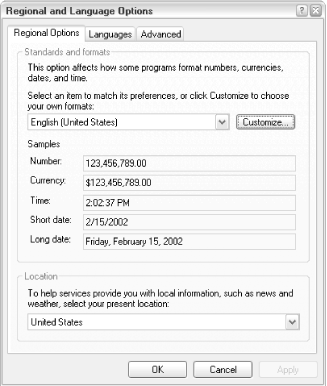 Regional and Language Options
Regional Options Languages Advanced
Standards and formats
This option affects how some programs format numbers, currencies,
dates, and time.
Select an item to match its preferences, or click Customize to choose
your own formats:
English (United States) Customize...
Samples
Number: 123,456,789.00
Currency: $123,456,789.00
Time: 2:02:37 PM
Short date: 2/15/2002
Long date: Friday, February 15, 2002
Location
To help services provide you with local information, such as news and
weather, select your present location:
United States
OK Cancel Apply